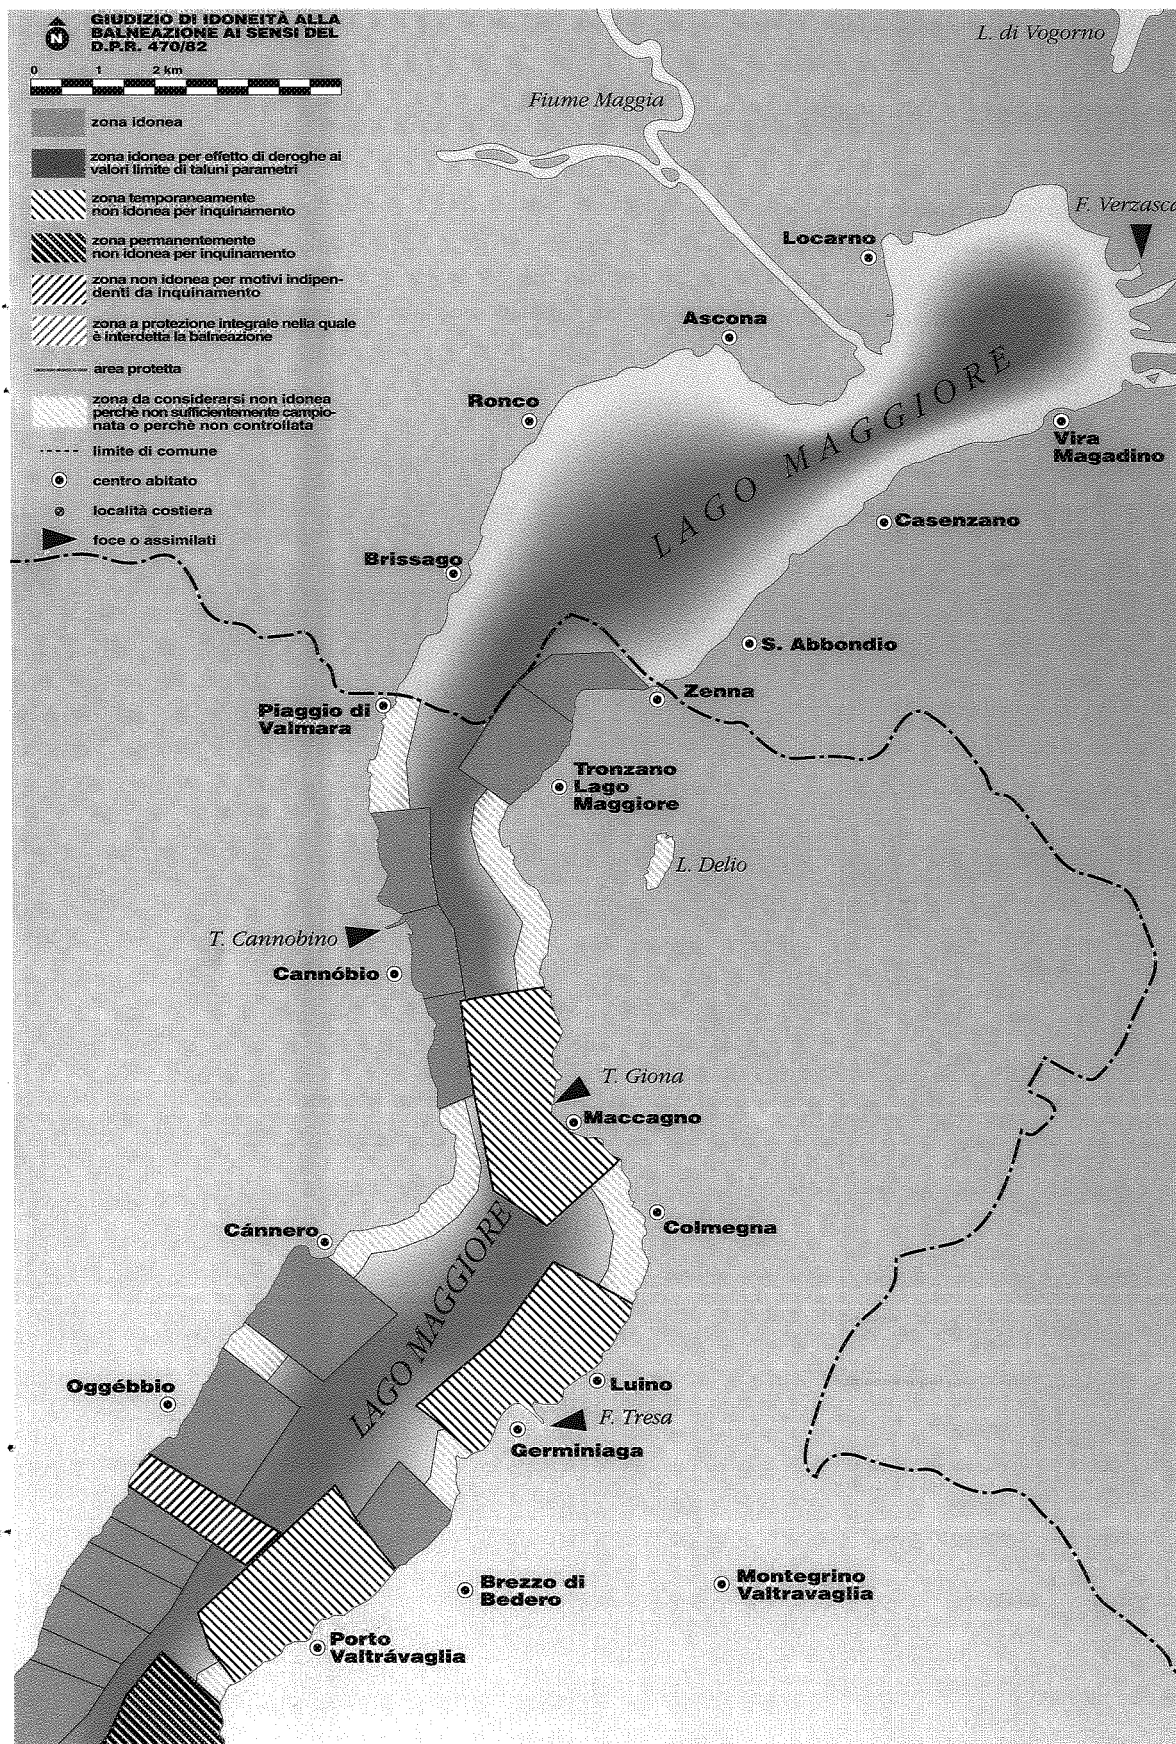 N
GIUDIZIO DI IDONEITÀ ALLA
BALNEAZIONE AI SENSI DEL
D.P.R. 470/82
0 1 2 km
zona idonea
zona idonea per effetto di deroghe ai
valori limite di taluni parametri
zona temporaneamente
non idonea per inquinamento
zona permanentemente
non idonea per inquinamento
zona non idonea per motivi indipen-
denti da inquinamento
zona a protezione integrale nella quale
è interdetta la balneazione
area protetta
zona da considerarsi non idonea
perchè non sufficientemente campio-
nata o perchè non controllata
limite di comune
centro abitato
località costiera
foce o assimilati
L. di Vogorno
Fiume Maggia
F. Verzasca
Locarno
Ascona
Ronco
LAGO MAGGIORE
Vira
Magadino
Casenzano
Brissago
S. Abbondio
Zenna
Piaggio di
Valmara
Tronzano
Lago
Maggiore
L. Delio
T. Cannobino
Cannóbio
T. Giona
Maccagno
Cánnero
Colmegna
LAGO MAGGIORE
Oggébbio
Luino
F. Tresa
Germiniaga
Brezzo di
Bedero
Montegrino
Valtravaglia
Porto
Valtrávaglia